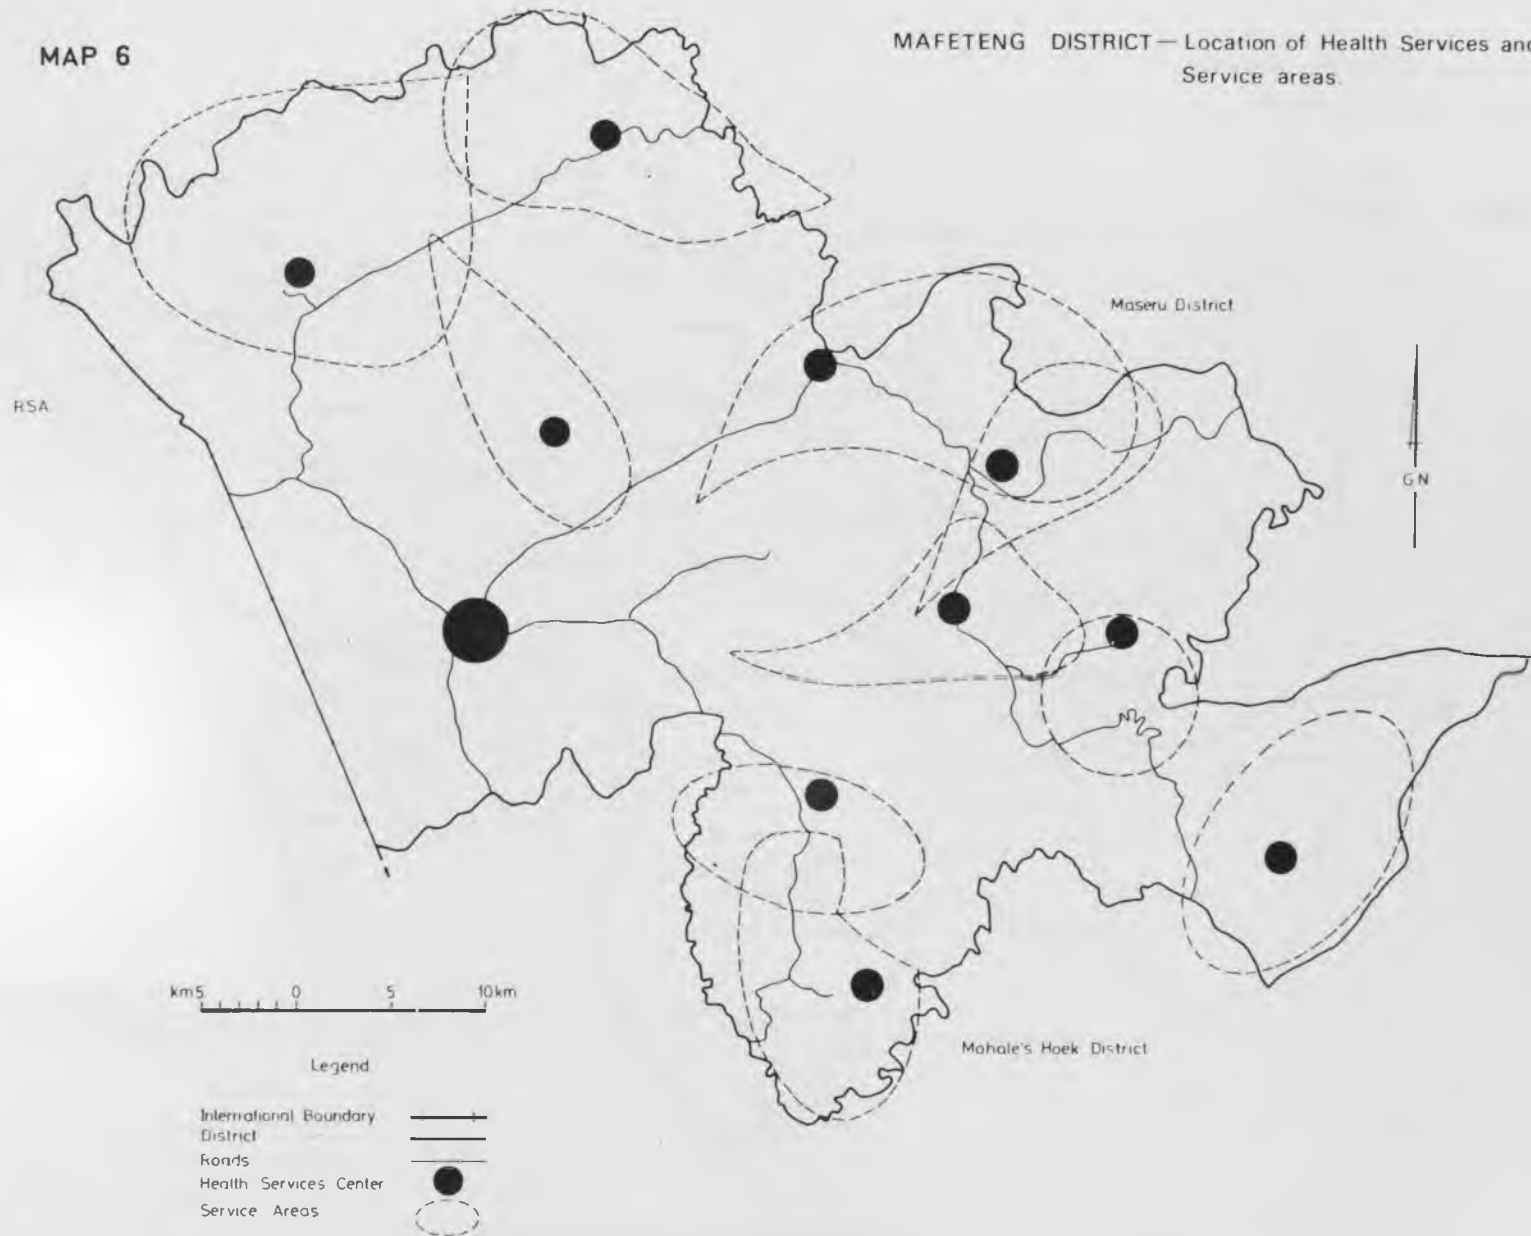 MAP 6
MAFETENG DISTRICT — Location of Health Services and
Service areas.
Maseru District
RSA
GN
km5 0 5 10km
Mohale's Hoek District
Legend
International Boundary
District
Roads
Health Services Center
Service Areas